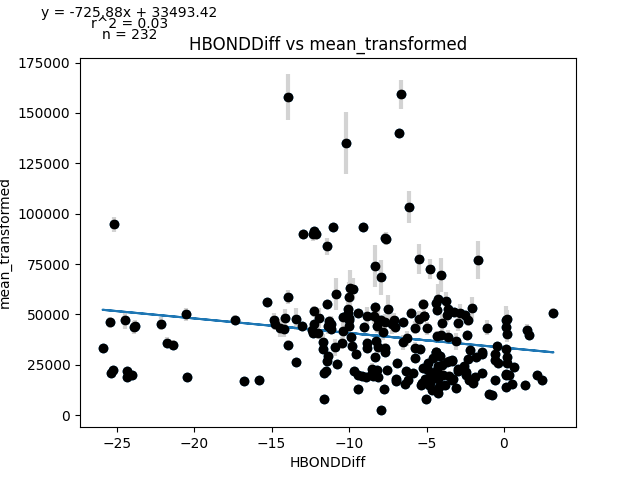 y = -725.88x + 33493.42
r^2 = 0.03
n = 232
HBONDDiff vs mean_transformed
175000
150000
125000
100000
75000
50000
25000
0
mean_transformed
−25 −20 −15 −10 −5 0
HBONDDiff